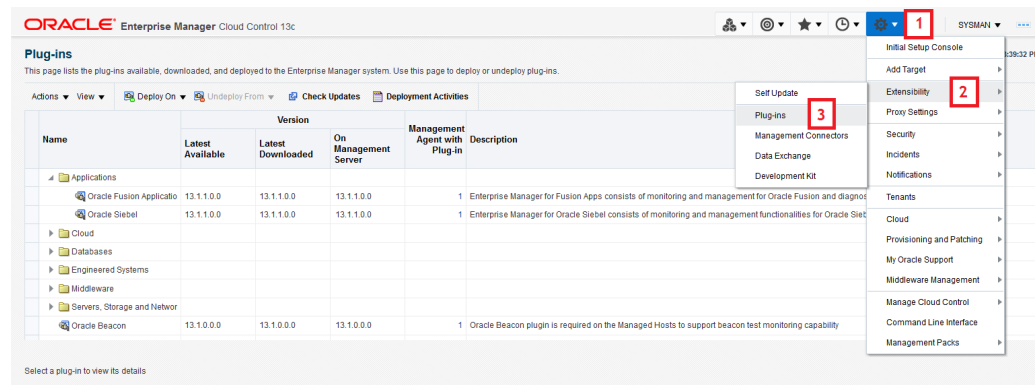 ORACLE Enterprise Manager Cloud Control 13c
1
SYSMAN
Plug-ins
This page lists the plug-ins available, downloaded, and deployed to the Enterprise Manager system. Use this page to deploy or undeploy plug-ins.
:39:32 P
Actions View Deploy On Undeploy From Check Updates Deployment Activities
Name
Version
Latest Available
Latest Downloaded
On Management Server
Management Agent with Plug-in
Description
Applications
Oracle Fusion Applicatio 13.1.1.0.0 13.1.1.0.0 13.1.1.0.0 1 Enterprise Manager for Fusion Apps consists of monitoring and management for Oracle Fusion and diagnos
Oracle Siebel 13.1.1.0.0 13.1.1.0.0 13.1.1.0.0 1 Enterprise Manager for Oracle Siebel consists of monitoring and management functionalities for Oracle Sieb
Cloud
Databases
Engineered Systems
Middleware
Servers, Storage and Networ
Oracle Beacon 13.1.0.0.0 13.1.0.0.0 13.1.0.0.0 1 Oracle Beacon plugin is required on the Managed Hosts to support beacon test monitoring capability
Select a plug-in to view its details
Initial Setup Console
Add Target
Extensibility 2
Proxy Settings
Security
Incidents
Notifications
Tenants
Cloud
Provisioning and Patching
My Oracle Support
Middleware Management
Manage Cloud Control
Command Line Interface
Management Packs
Self Update
Plug-ins 3
Management Connectors
Data Exchange
Development Kit